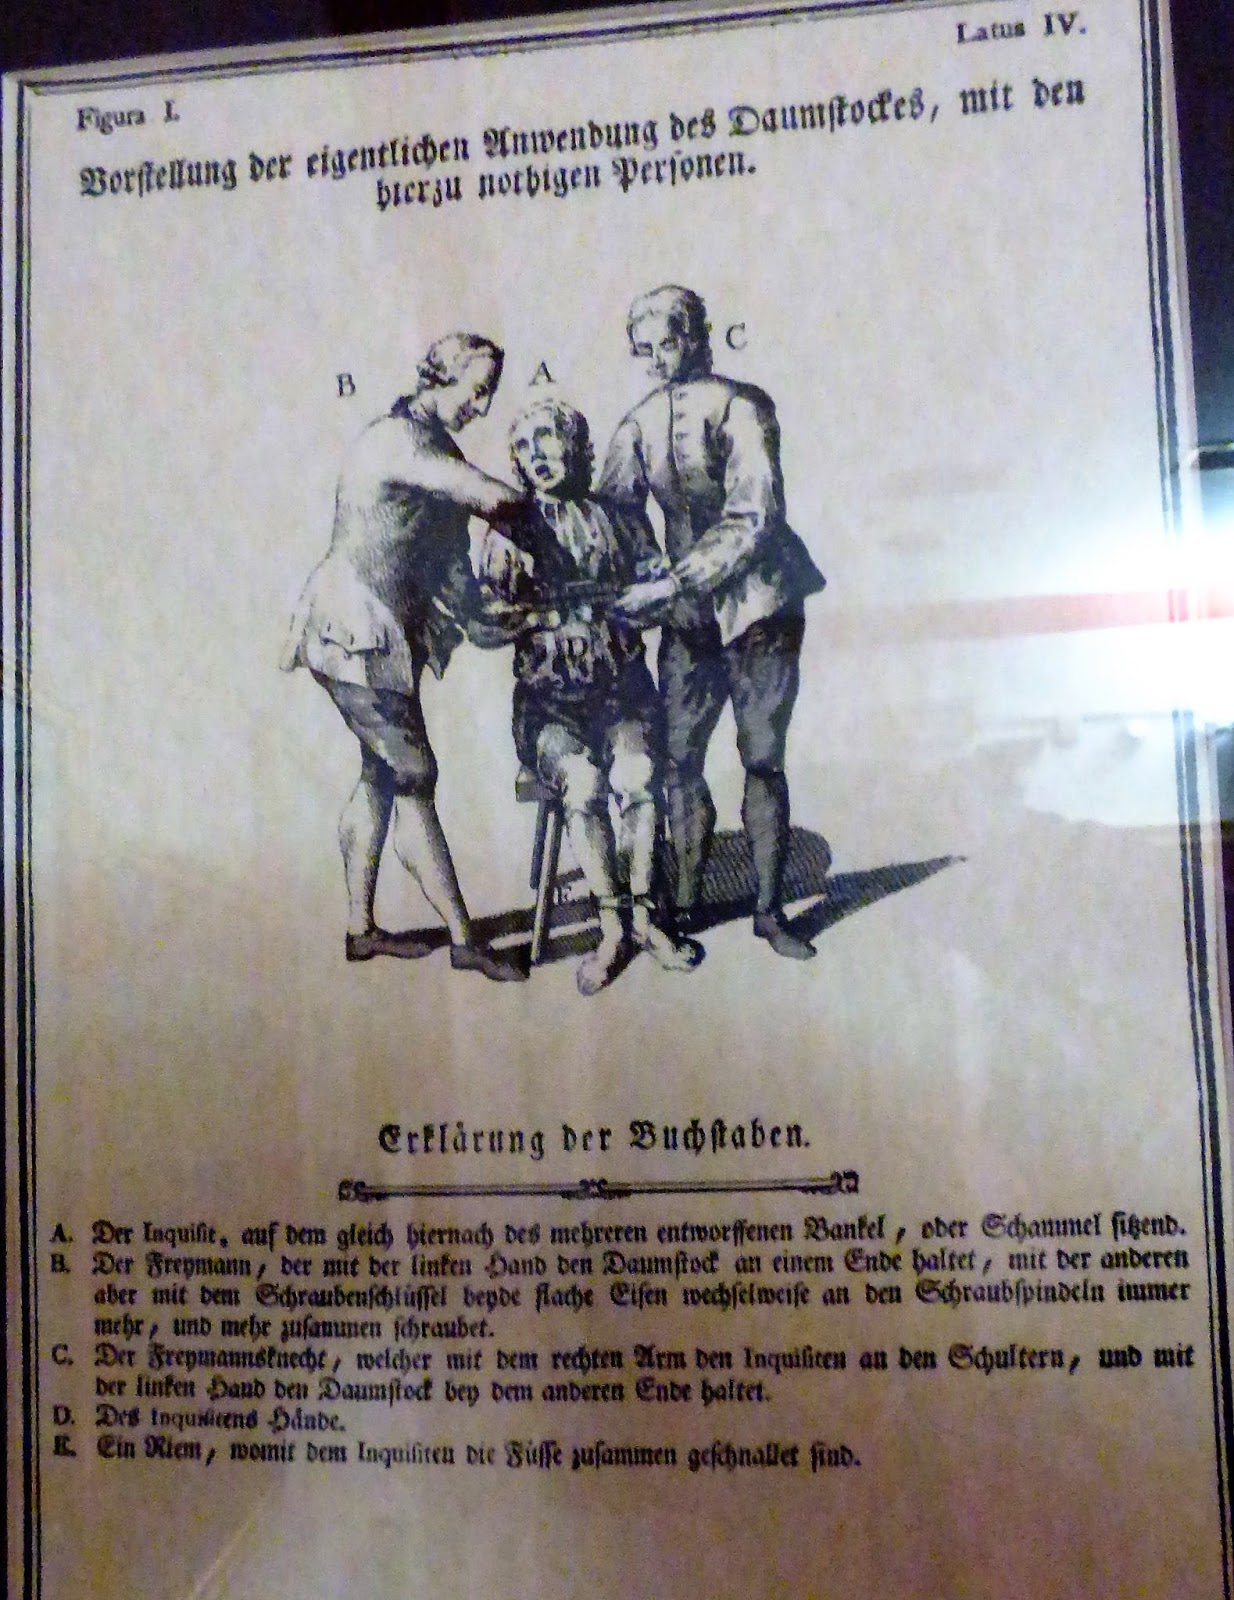 Figura I.
Latus IV.
Vorstellung der eigentlichen Anwendung des Daumstockes, mit den
hierzu nothigen Personen.
B
A
C
D
E
Erklärung der Buchstaben.
A. Der Inquisit, auf dem gleich hiernach des mehreren entworffenen Bankel, oder Schammel sitzend.
B. Der Freymann, der mit der linken Hand den Daumstock an einem Ende haltet, mit der anderen
aber mit dem Schraubenschlüssel beyde flache Eisen wechselweise an den Schraubspindeln immer
mehr, und mehr zusammen schraubet.
C. Der Freymannsknecht, welcher mit dem rechten Arm den Inquisiten an den Schultern, und mit
der linken Hand den Daumstock bey dem anderen Ende haltet.
D. Des Inquisitens Hände.
E. Ein Riem, womit dem Inquisiten die Füsse zusammen geschnallet sind.